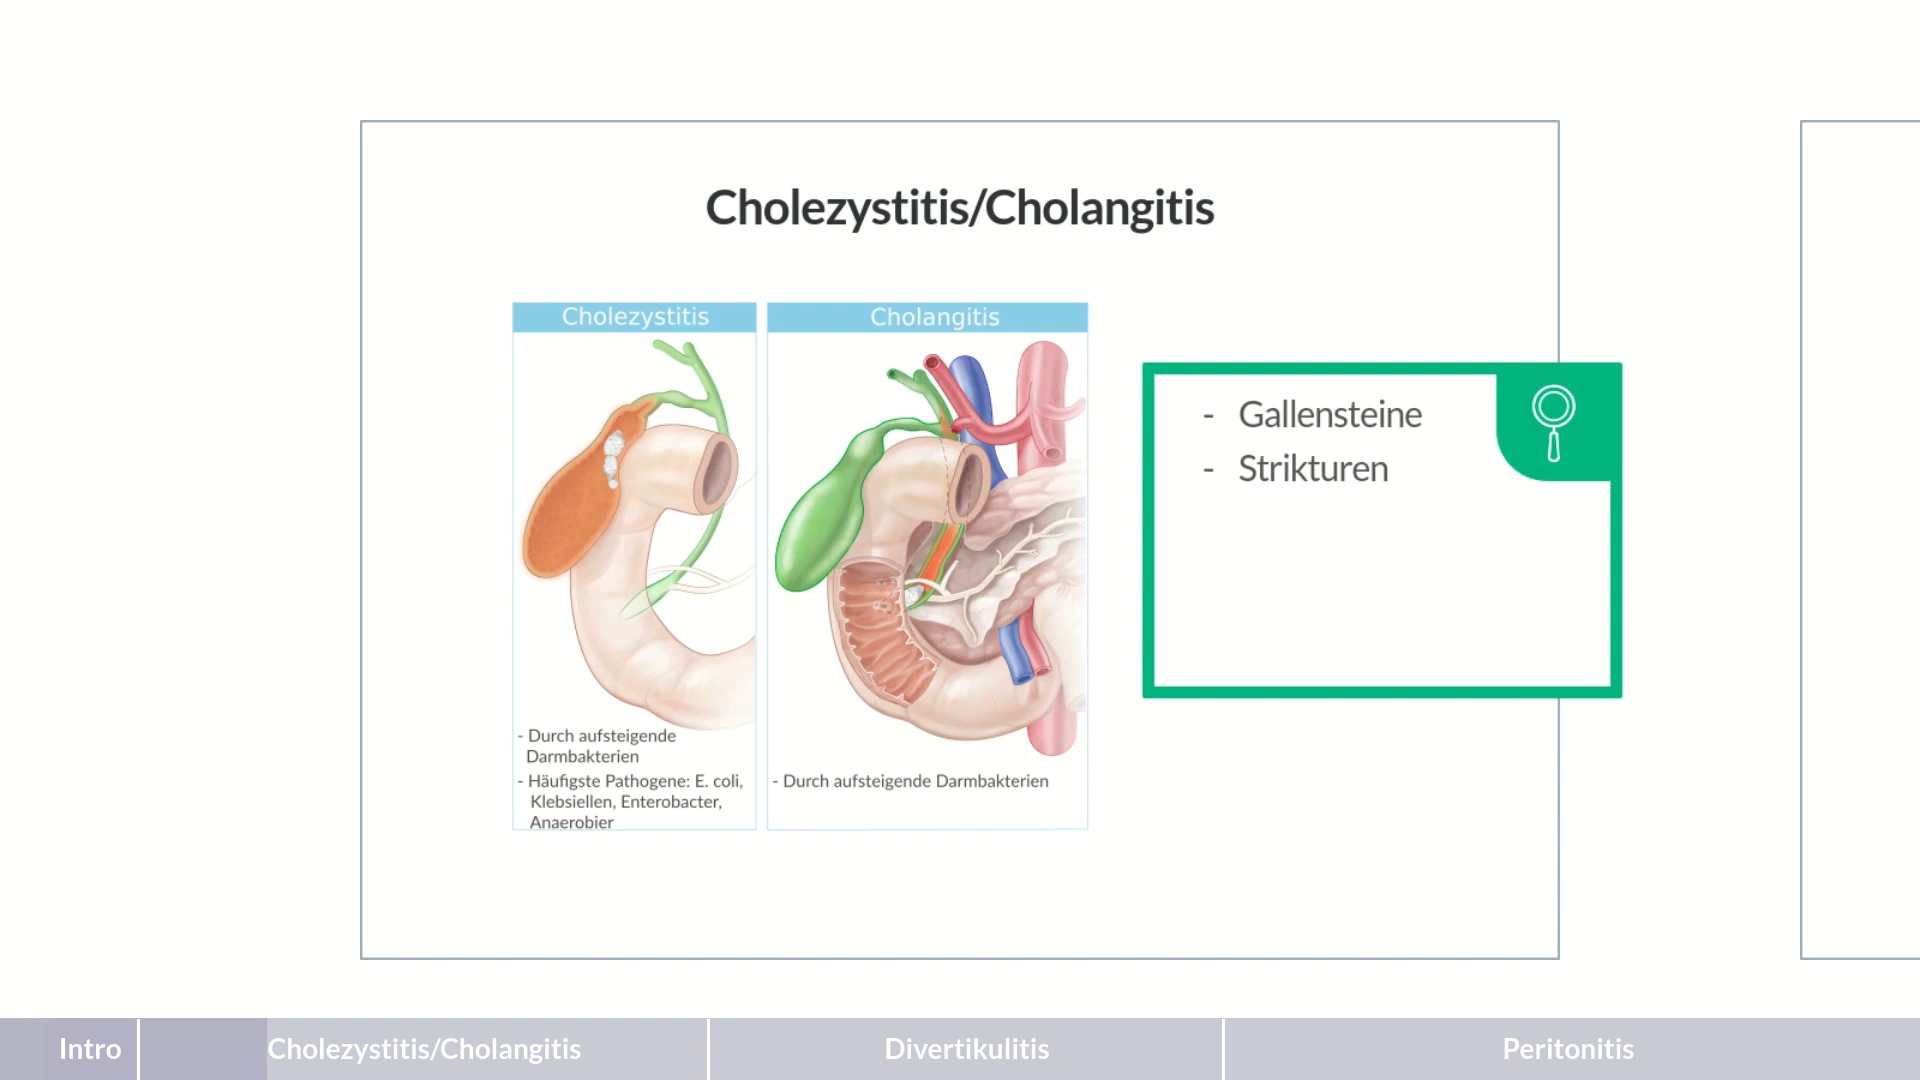 Cholezystitis/Cholangitis
Cholezystitis
- Durch aufsteigende
Darmbakterien
- Häufigste Pathogene: E. coli,
Klebsiellen, Enterobacter,
Anaerobier
Cholangitis
- Durch aufsteigende Darmbakterien
- Gallensteine
- Strikturen
Intro
Cholezystitis/Cholangitis
Divertikulitis
Peritonitis